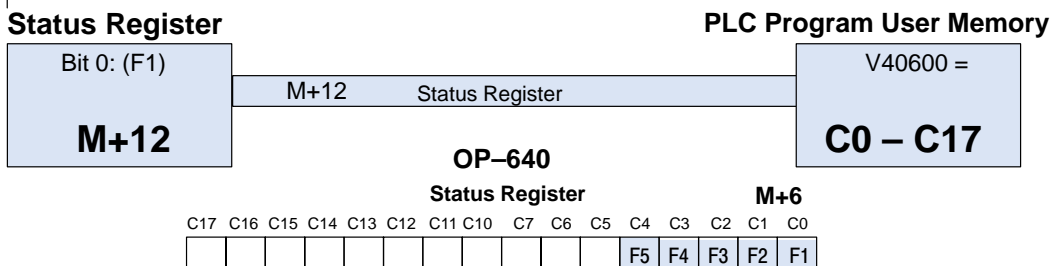 Status Register
PLC Program User Memory
Bit 0: (F1)
M+12
M+12 Status Register
V40600 =
C0 – C17
OP–640
Status Register M+6
C17 C16 C15 C14 C13 C12 C11 C10 C7 C6 C5 C4 C3 C2 C1 C0
F5 F4 F3 F2 F1